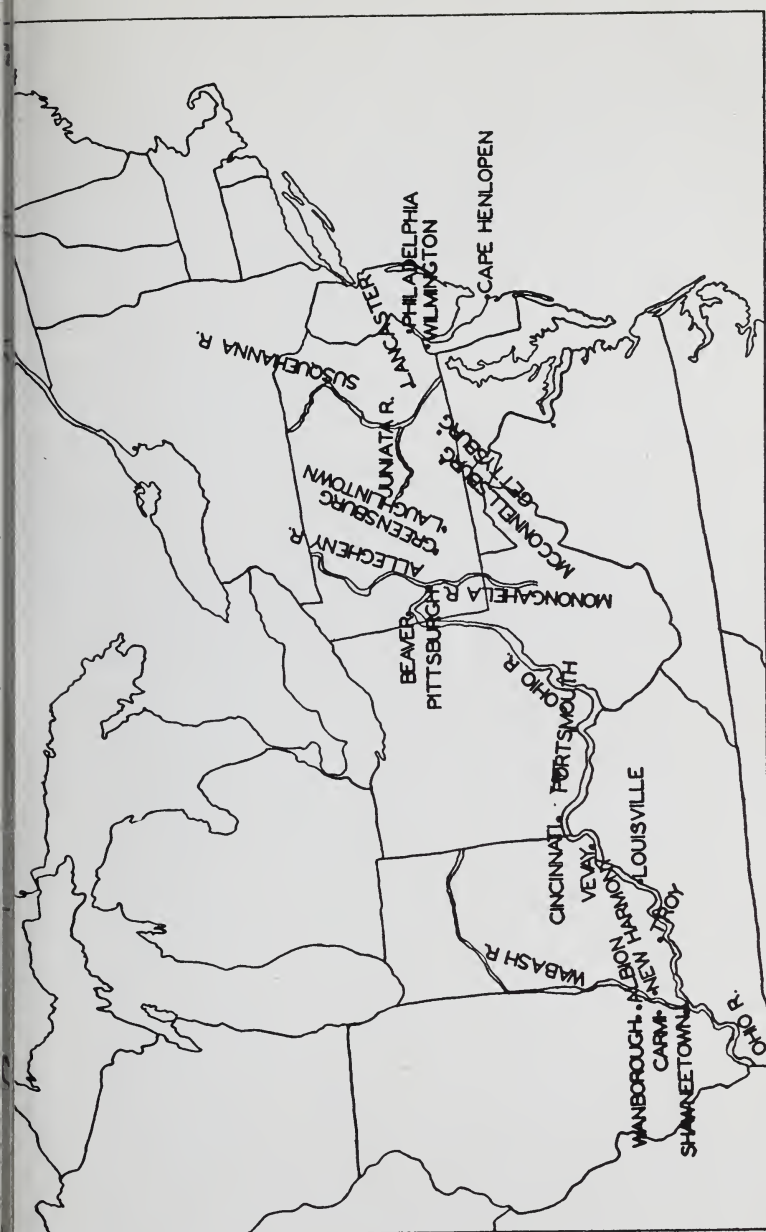 SUSQUEHANNA R.
LANCASTER
PHILADELPHIA
WILMINGTON
CAPE HENLOPEN
JUNIATA R.
LAUGHLINTOWN
GREENSBURG
ALLEGHENY R.
GETTYSBURG
MCCONNELLSBURG
MONONGAHELA R.
BEAVER
PITTSBURGH
OHIO R.
PORTSMOUTH
CINCINNATI
VEVAY
LOUISVILLE
WABASH R.
ALBION
HARMONY
NEW HARMONY
TROY
WANBOROUGH
CARMI
SHAWNEETOWN
OHIO R.